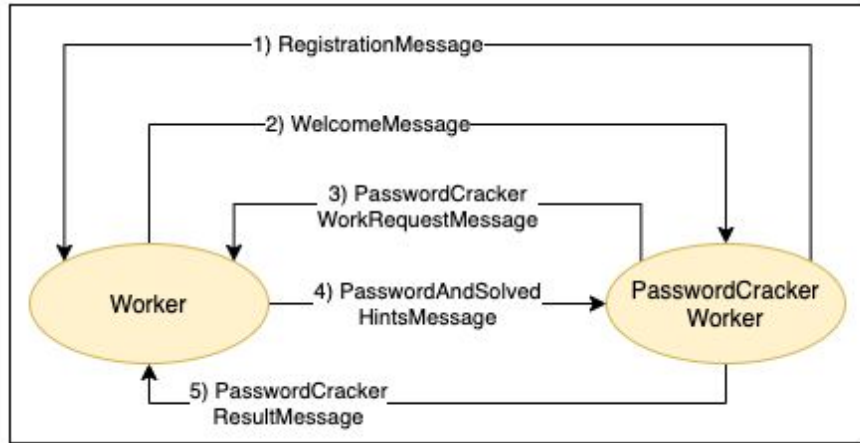 1) RegistrationMessage
2) WelcomeMessage
3) PasswordCracker
WorkRequestMessage
Worker
4) PasswordAndSolved
HintsMessage
PasswordCracker
Worker
5) PasswordCracker
ResultMessage